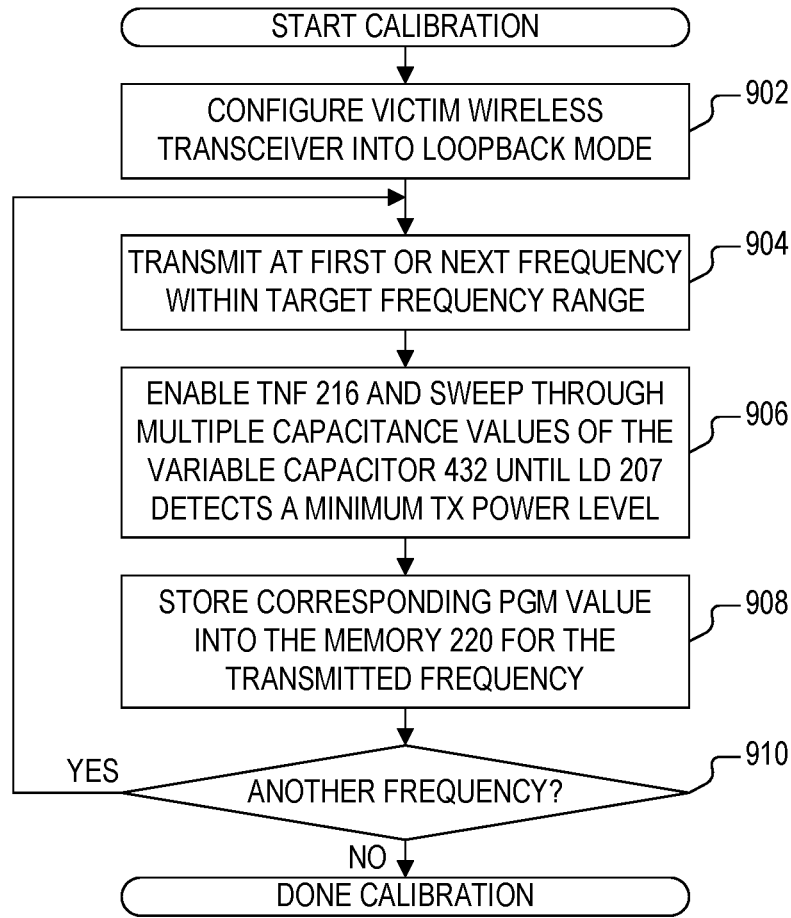 START CALIBRATION
CONFIGURE VICTIM WIRELESS
TRANSCEIVER INTO LOOPBACK MODE
902
TRANSMIT AT FIRST OR NEXT FREQUENCY
WITHIN TARGET FREQUENCY RANGE
904
ENABLE TNF 216 AND SWEEP THROUGH
MULTIPLE CAPACITANCE VALUES OF THE
VARIABLE CAPACITOR 432 UNTIL LD 207
DETECTS A MINIMUM TX POWER LEVEL
906
STORE CORRESPONDING PGM VALUE
INTO THE MEMORY 220 FOR THE
TRANSMITTED FREQUENCY
908
YES
ANOTHER FREQUENCY?
910
NO
DONE CALIBRATION